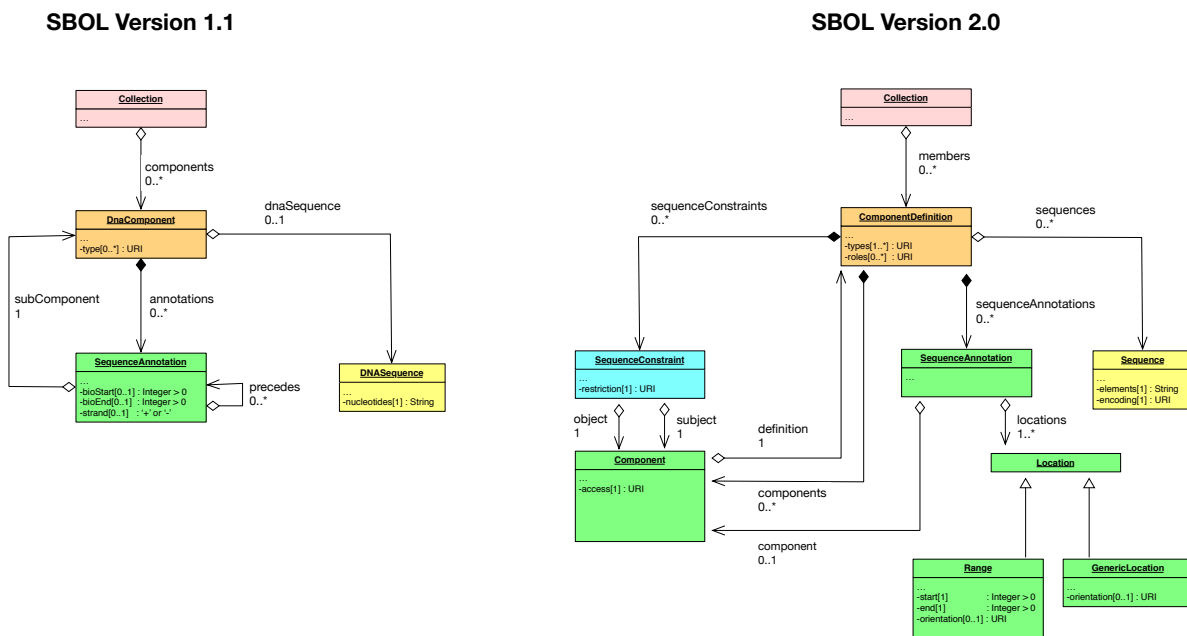 SBOL Version 1.1
Collection
...
components
0..*
dnaSequence
0..1
DnaComponent
...
-type[0..*] : URI
subComponent
1
annotations
0..*
SequenceAnnotation
...
-bioStart[0..1] : Integer > 0
-bioEnd[0..1] : Integer > 0
-strand[0..1] : '+' or '-'
precedes
0..*
DNASequence
...
-nucleotides[1] : String
SBOL Version 2.0
Collection
...
members
0..*
sequenceConstraints
0..*
ComponentDefinition
...
-types[1..*] : URI
-roles[0..*] : URI
sequences
0..*
sequenceAnnotations
0..*
SequenceConstraint
...
-restriction[1] : URI
SequenceAnnotation
...
Sequence
...
-elements[1] : String
-encoding[1] : URI
object
1
subject
1
definition
1
locations
1..*
Component
...
-access[1] : URI
Location
components
0..*
component
0..1
Range
...
-start[1] : Integer > 0
-end[1] : Integer > 0
-orientation[0..1] : URI
GenericLocation
...
-orientation[0..1] : URI